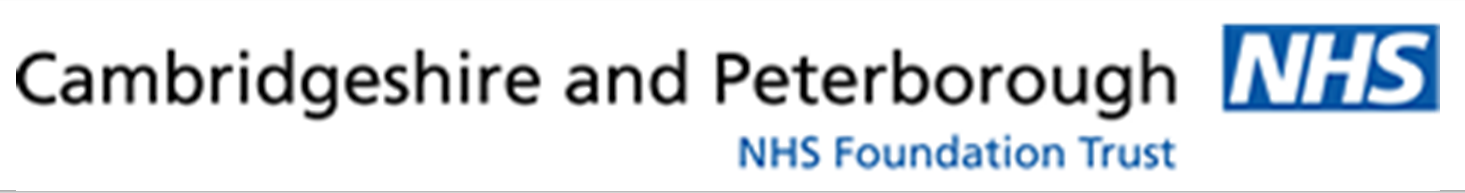 Cambridgeshire and Peterborough NHS
NHS Foundation Trust